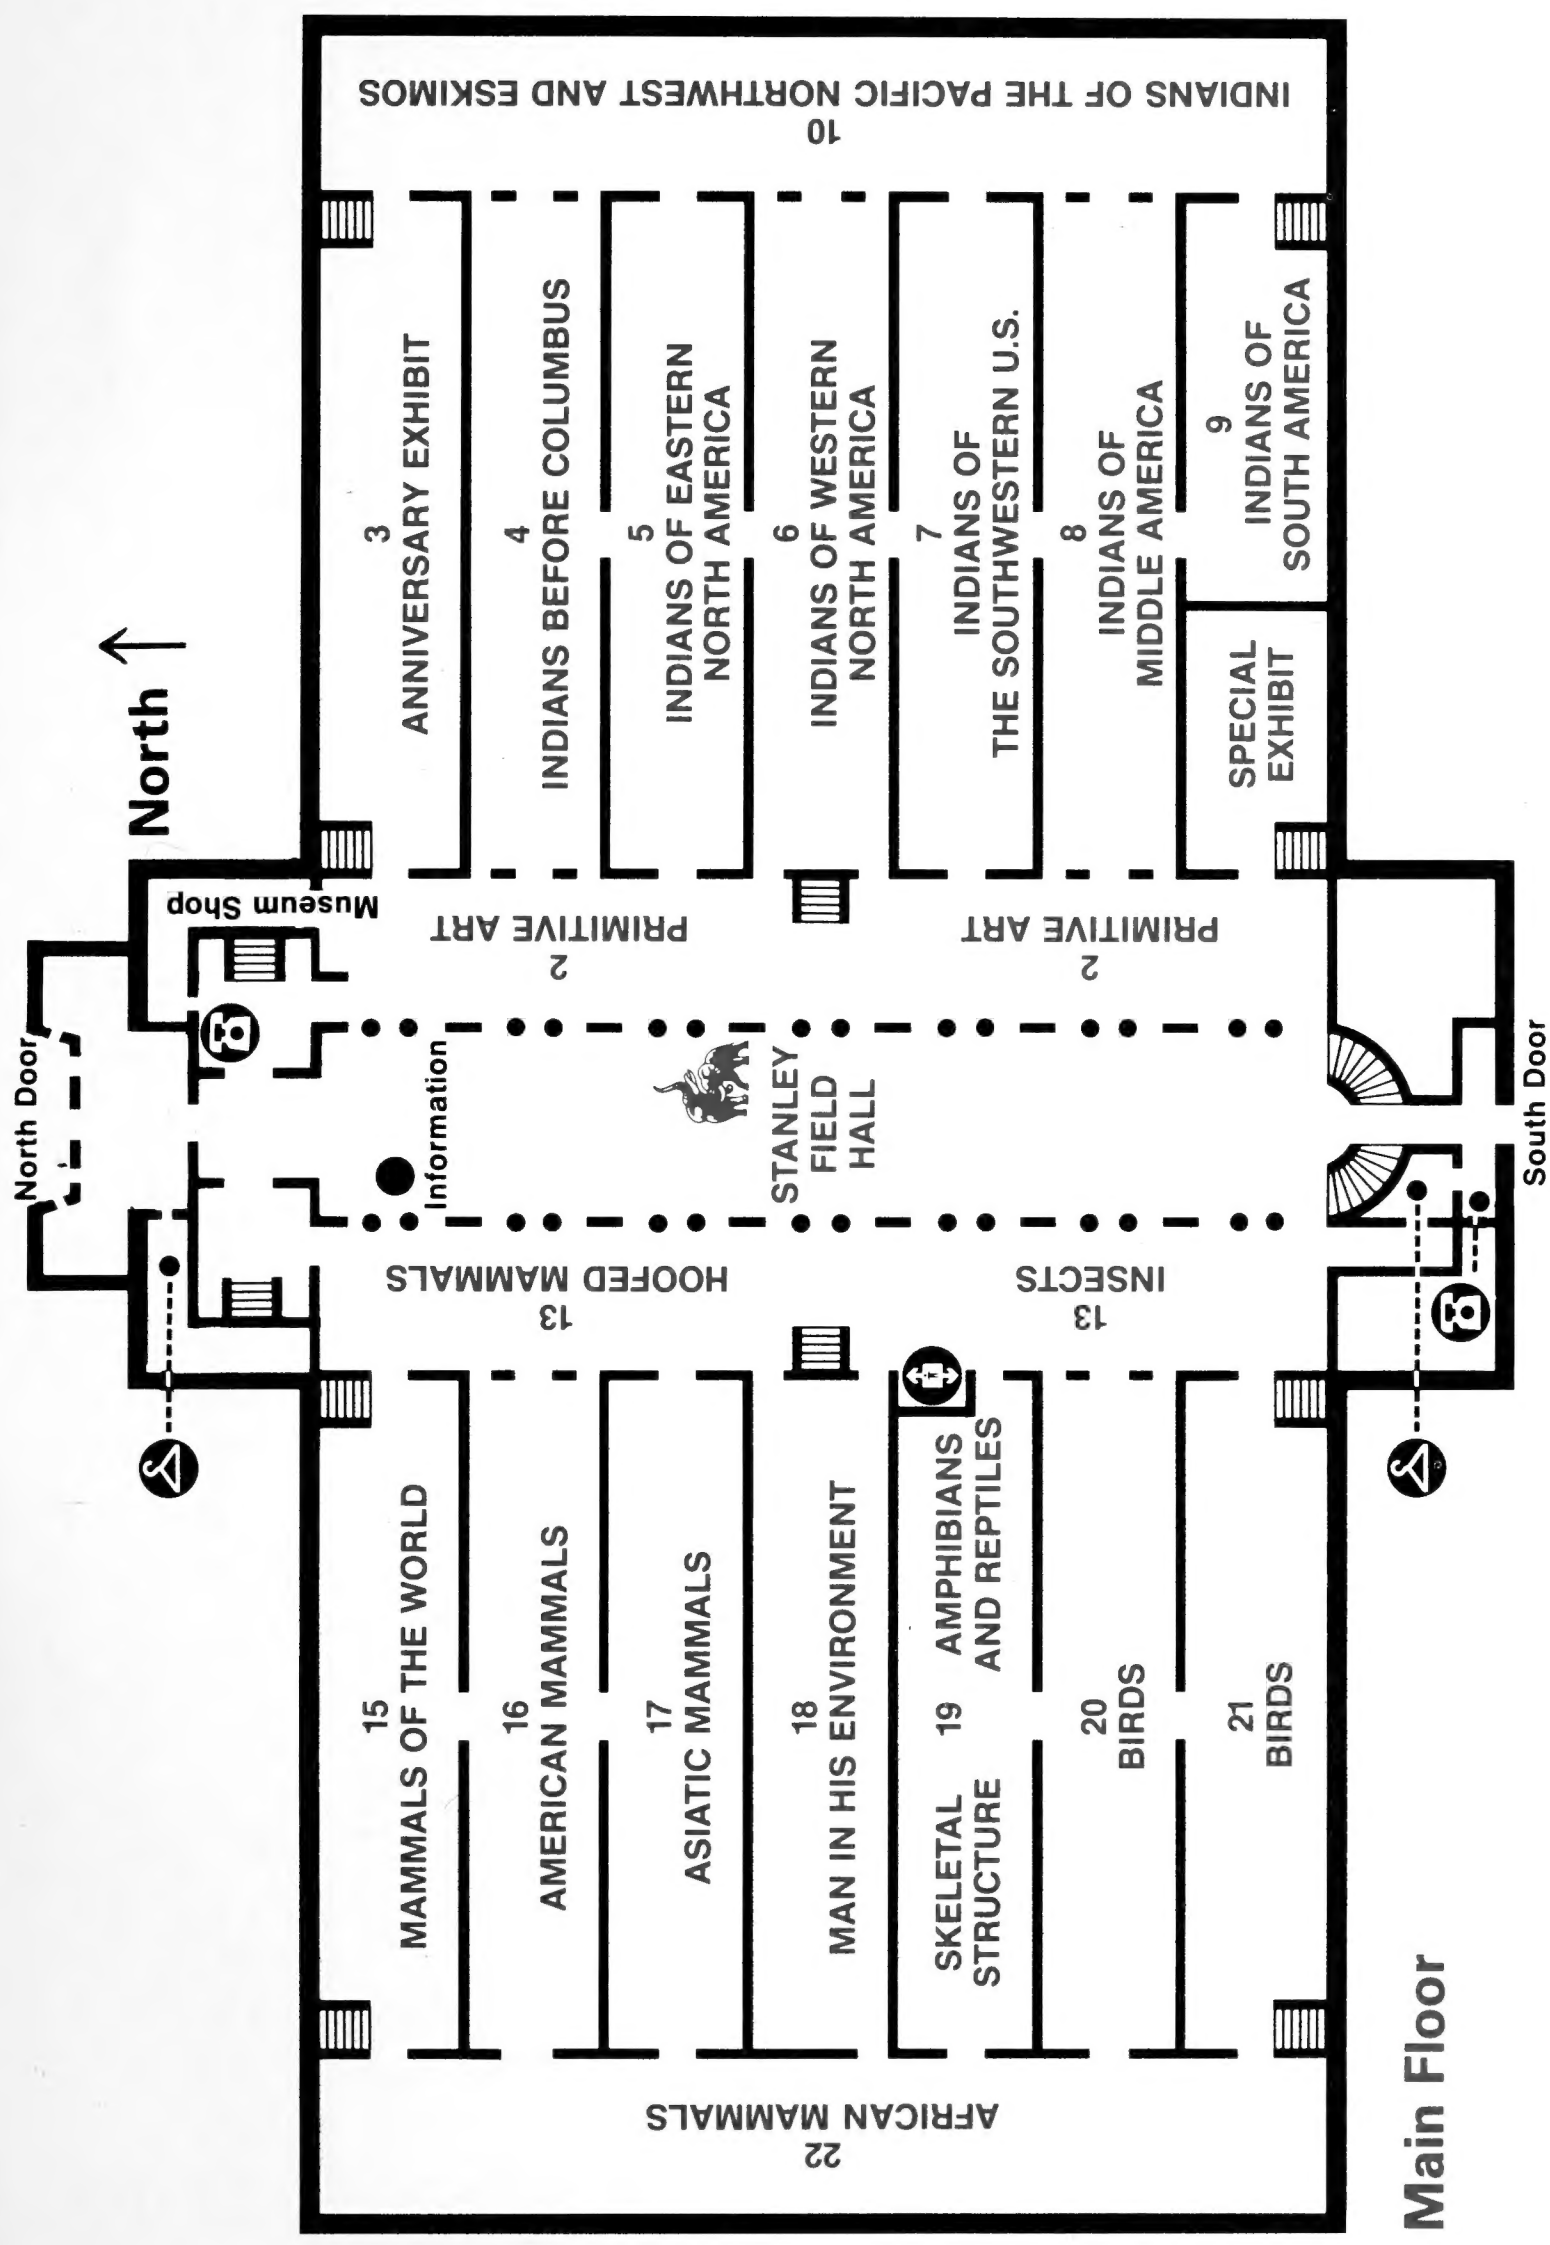 North
North Door
Museum Shop
Information
STANLEY
FIELD
HALL
2
PRIMITIVE ART
2
PRIMITIVE ART
3
ANNIVERSARY EXHIBIT
4
INDIANS BEFORE COLUMBUS
5
INDIANS OF EASTERN
NORTH AMERICA
6
INDIANS OF WESTERN
NORTH AMERICA
7
INDIANS OF
THE SOUTHWESTERN U.S.
8
INDIANS OF
MIDDLE AMERICA
9
INDIANS OF
SOUTH AMERICA
SPECIAL
EXHIBIT
10
INDIANS OF THE PACIFIC NORTHWEST AND ESKIMOS
13
HOOFED MAMMALS
13
INSECTS
15
MAMMALS OF THE WORLD
16
AMERICAN MAMMALS
17
ASIATIC MAMMALS
18
MAN IN HIS ENVIRONMENT
SKELETAL 19 AMPHIBIANS
STRUCTURE AND REPTILES
20
BIRDS
21
BIRDS
22
AFRICAN MAMMALS
South Door
Main Floor